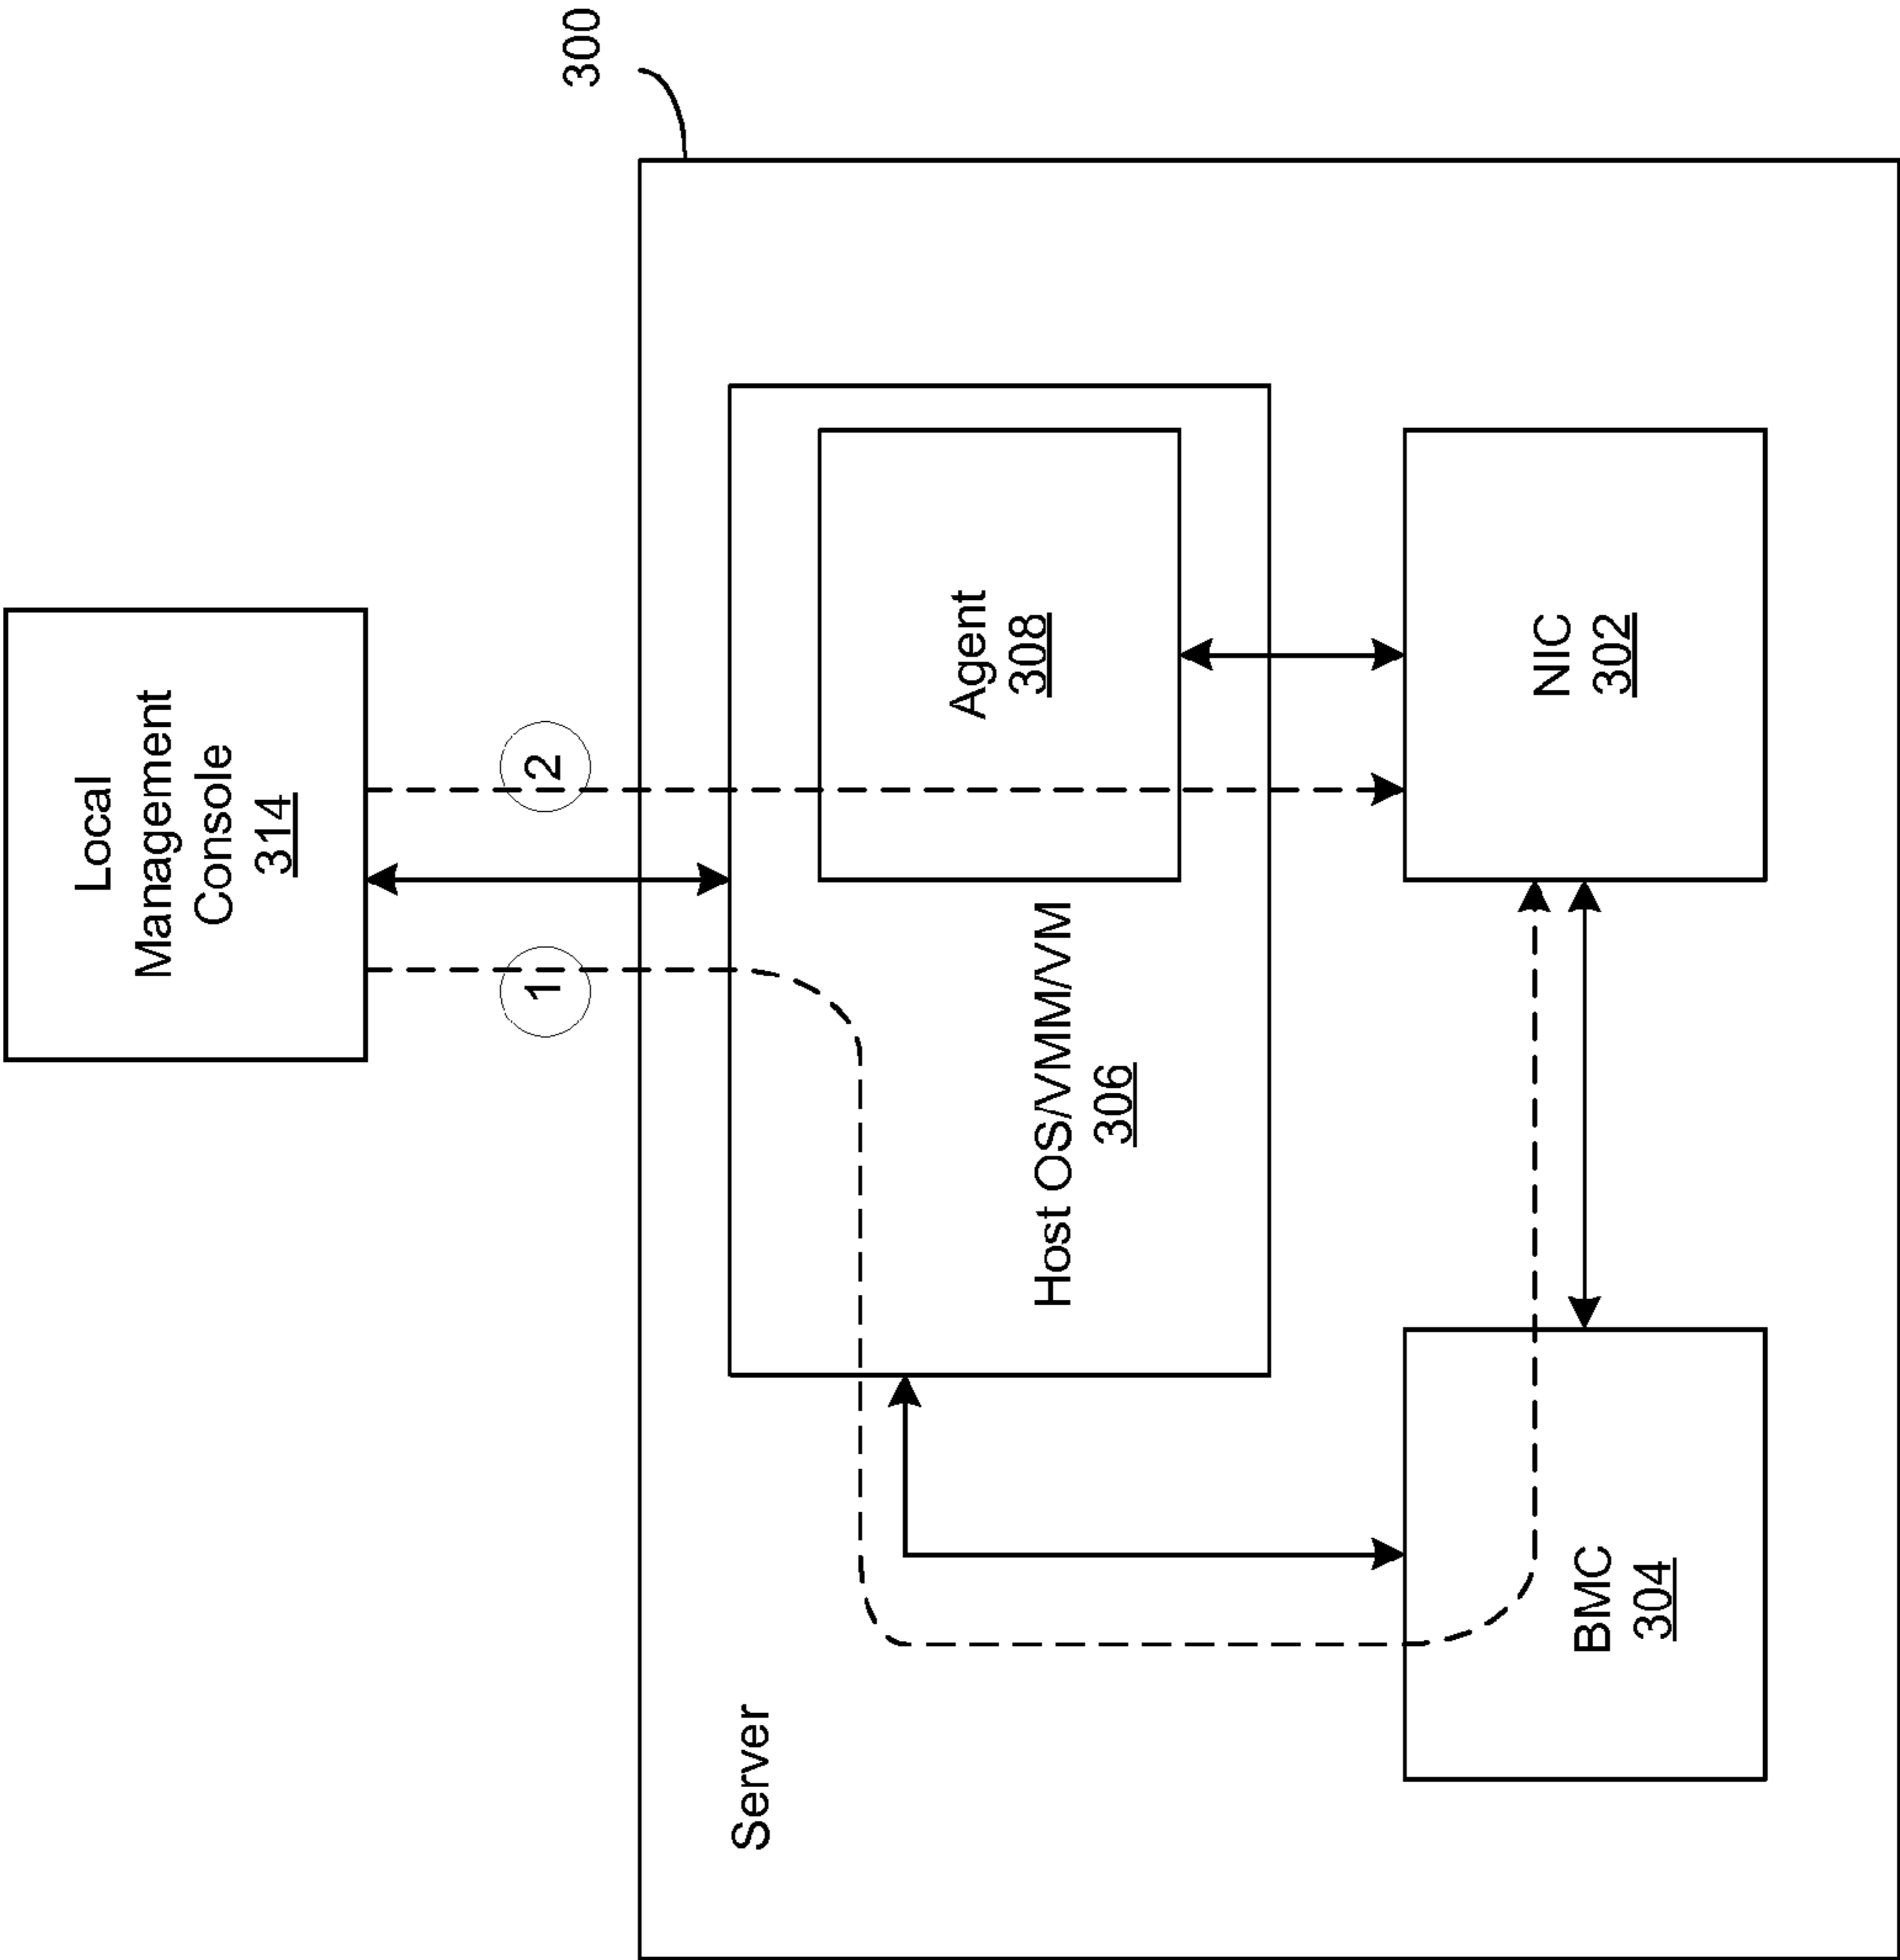 300
Local
Management
Console
314
1
2
Server
Agent
308
Host OS/VMM/VM
306
BMC
304
NIC
302